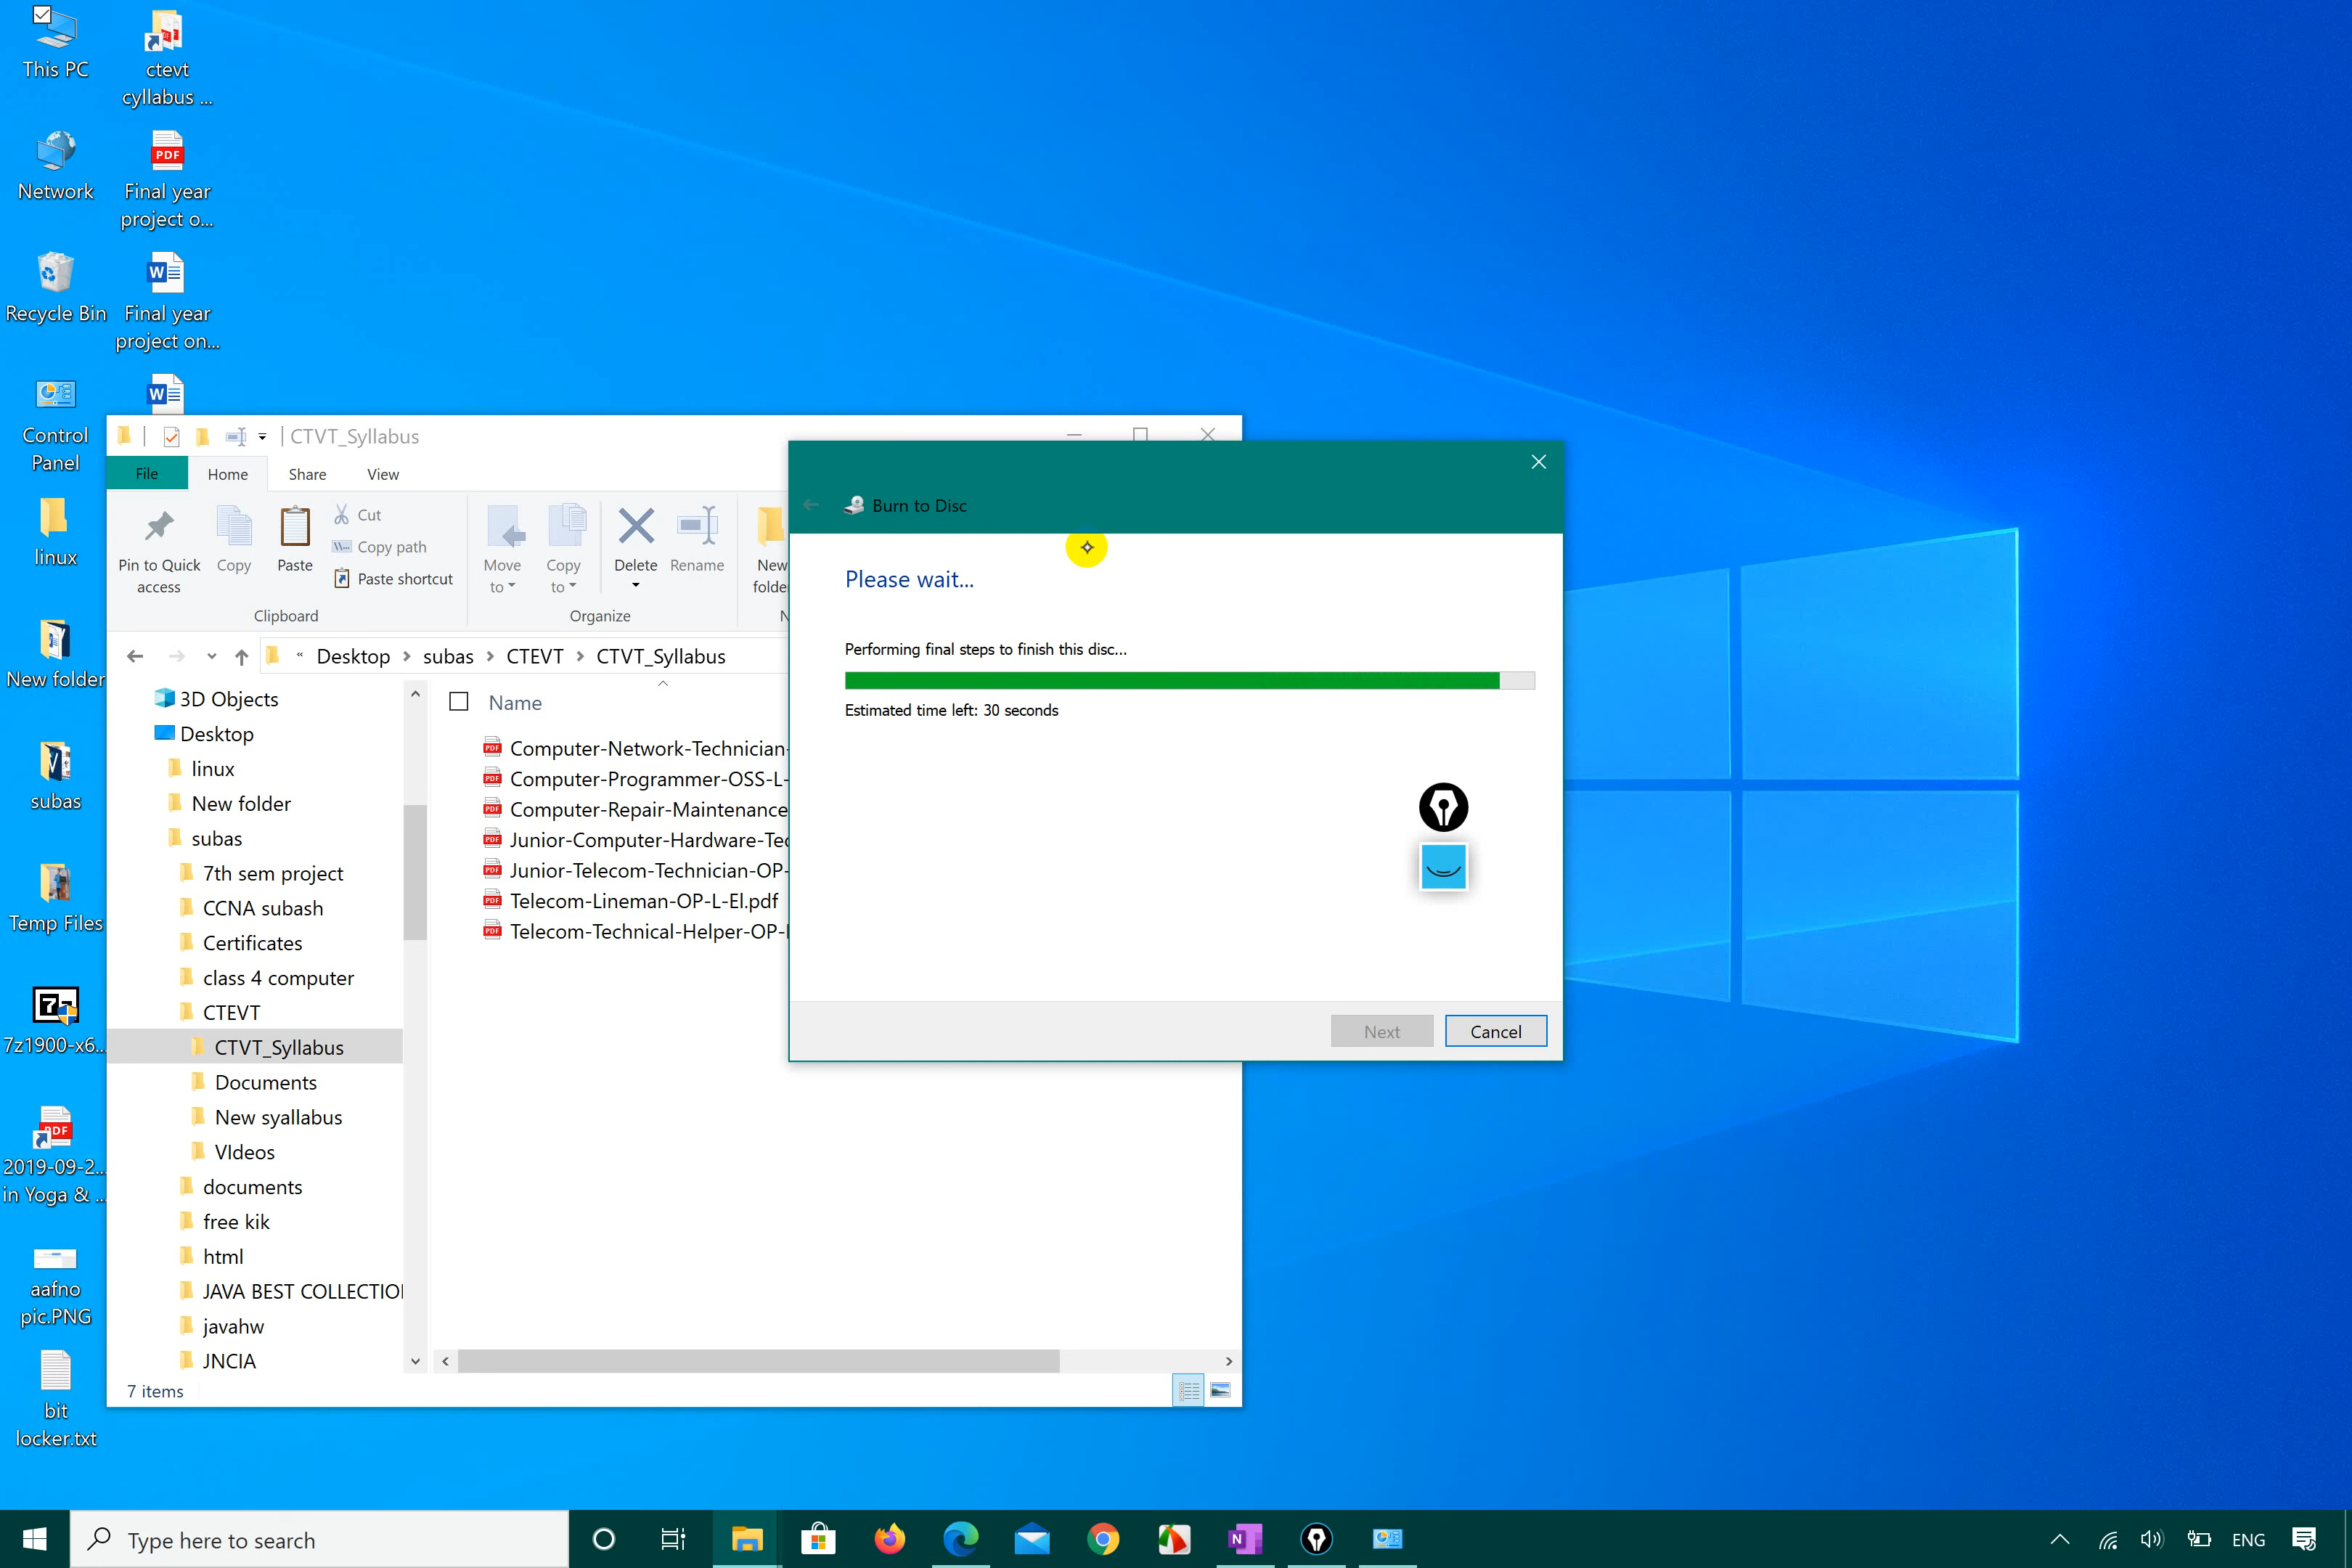 This PC
ctevt
cyllabus ...
Network
Final year
project o...
Recycle Bin
Final year
project on...
Control
Panel
linux
New folder
subas
Temp Files
7z1900-x6...
2019-09-2...
in Yoga & ...
aafno
pic.PNG
bit
locker.txt
CTVT_Syllabus
File
Home
Share
View
Pin to Quick
access
Copy
Paste
Cut
Copy path
Paste shortcut
Clipboard
Move
to
Copy
to
Delete
Rename
Organize
New
folde
N
« Desktop > subas > CTEVT > CTVT_Syllabus
3D Objects
Desktop
linux
New folder
subas
7th sem project
CCNA subash
Certificates
class 4 computer
CTEVT
CTVT_Syllabus
Documents
New syallabus
VIdeos
documents
free kik
html
JAVA BEST COLLECTIO
javahw
JNCIA
Name
Computer-Network-Technician-
Computer-Programmer-OSS-L-
Computer-Repair-Maintenance
Junior-Computer-Hardware-Tec
Junior-Telecom-Technician-OP-
Telecom-Lineman-OP-L-El.pdf
Telecom-Technical-Helper-OP-
7 items
Burn to Disc
Please wait...
Performing final steps to finish this disc...
Estimated time left: 30 seconds
Next
Cancel
Type here to search
ENG